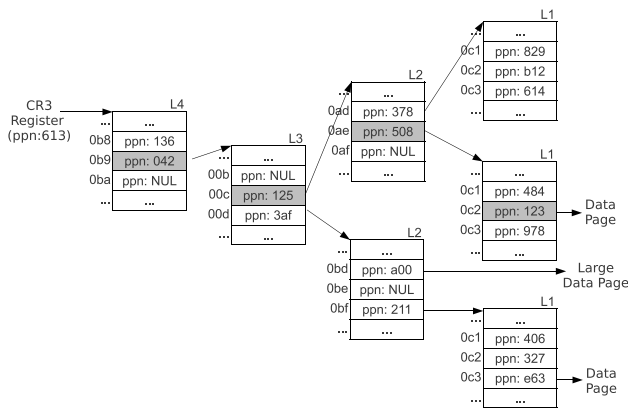 CR3
Register
(ppn:613)
L4
...
...
0b8 ppn: 136
0b9 ppn: 042
0ba ppn: NUL
...
...
L3
...
...
00b ppn: NUL
00c ppn: 125
00d ppn: 3af
...
...
L2
...
...
0ad ppn: 378
0ae ppn: 508
0af ppn: NUL
...
...
L2
...
...
0bd ppn: a00
0be ppn: NUL
0bf ppn: 211
...
...
L1
...
...
0c1 ppn: 829
0c2 ppn: b12
0c3 ppn: 614
...
...
L1
...
...
0c1 ppn: 484
0c2 ppn: 123
0c3 ppn: 978
...
...
Data
Page
Large
Data Page
L1
...
...
0c1 ppn: 406
0c2 ppn: 327
0c3 ppn: e63
...
...
Data
Page